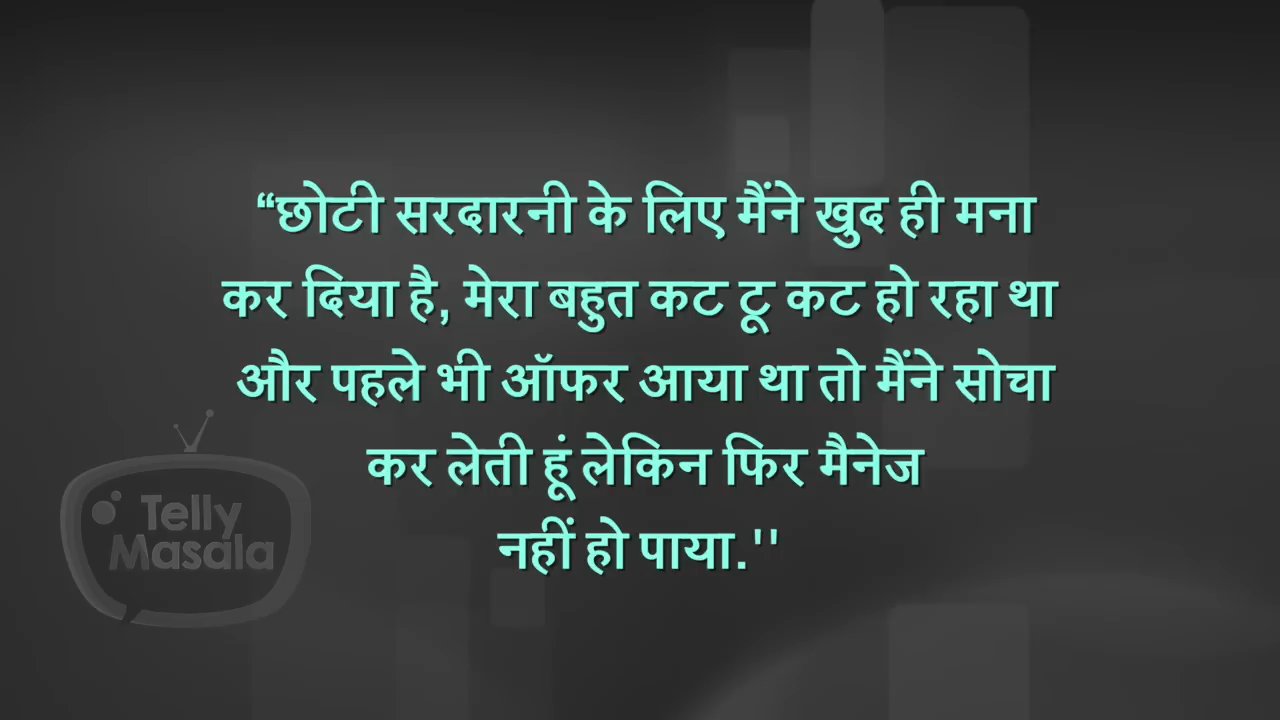 “छोटी सरदारनी के लिए मैंने खुद ही मना
कर दिया है, मेरा बहुत कट टू कट हो रहा था
और पहले भी ऑफर आया था तो मैंने सोचा
कर लेती हूं लेकिन फिर मैनेज
नहीं हो पाया.''
Telly
Masala